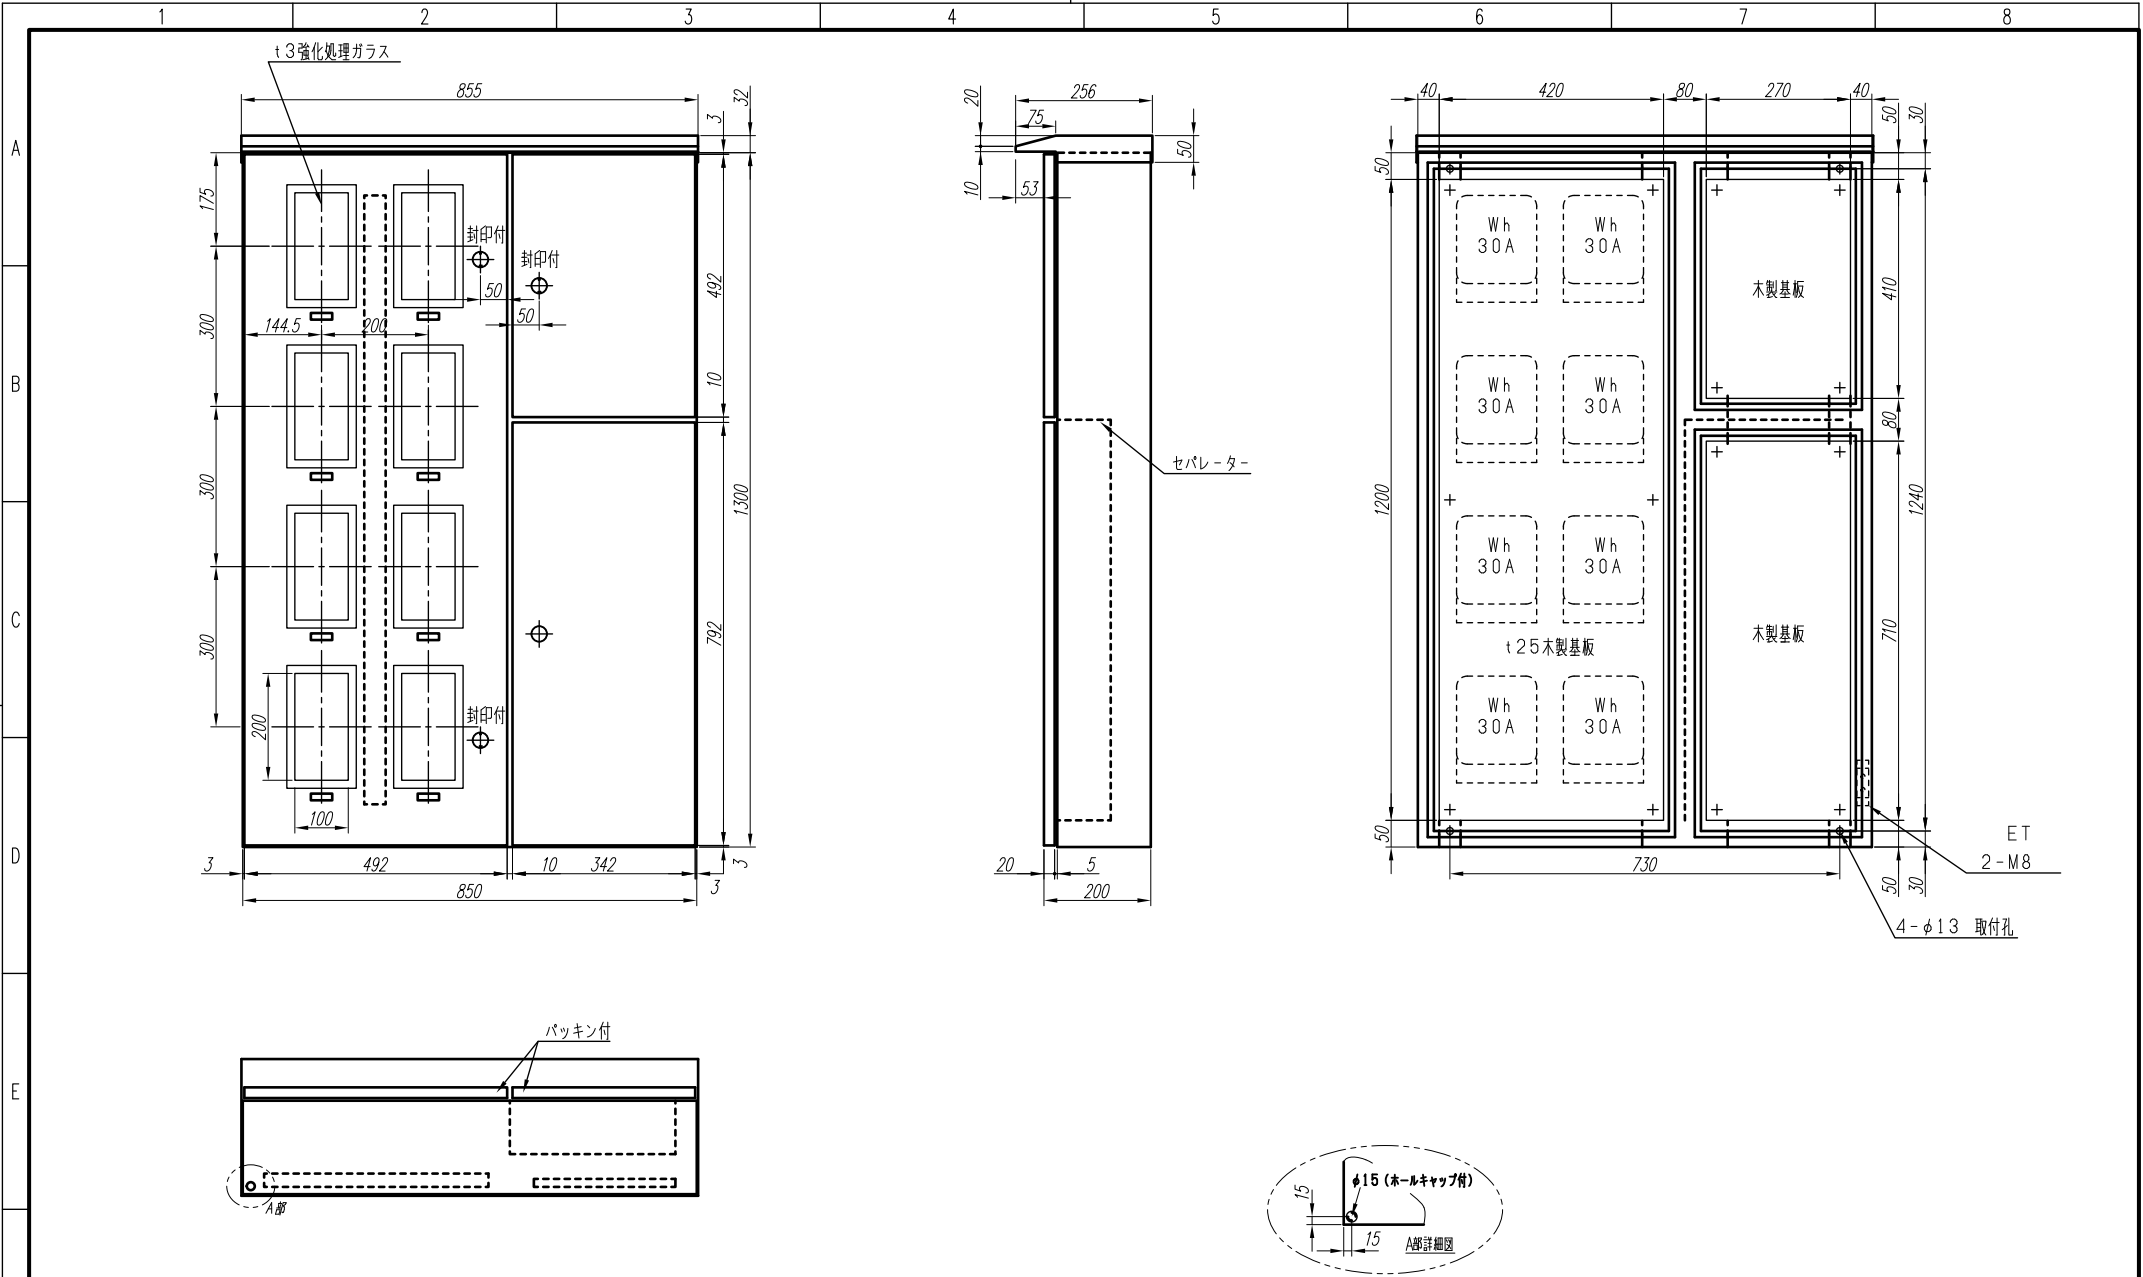 1 2 3 4 5 6 7 8
A
B
C
D
E
t3強化処理ガラス
855
32
3
175
300
300
300
封印付
封印付
50
50
144.5
200
492
10
1300
792
封印付
200
100
3
492
10
342
3
3
850
20
256
75
50
10
53
セパレーター
20
5
200
40
420
80
270
40
50
30
50
Wh
30A
Wh
30A
木製基板
410
Wh
30A
Wh
30A
80
1200
1240
Wh
30A
Wh
30A
t25木製基板
木製基板
710
Wh
30A
Wh
30A
50
730
50
30
ET
2-M8
4-φ13 取付孔
パッキン付
A部
φ15(ホールキャップ付)
15
15
A部詳細図